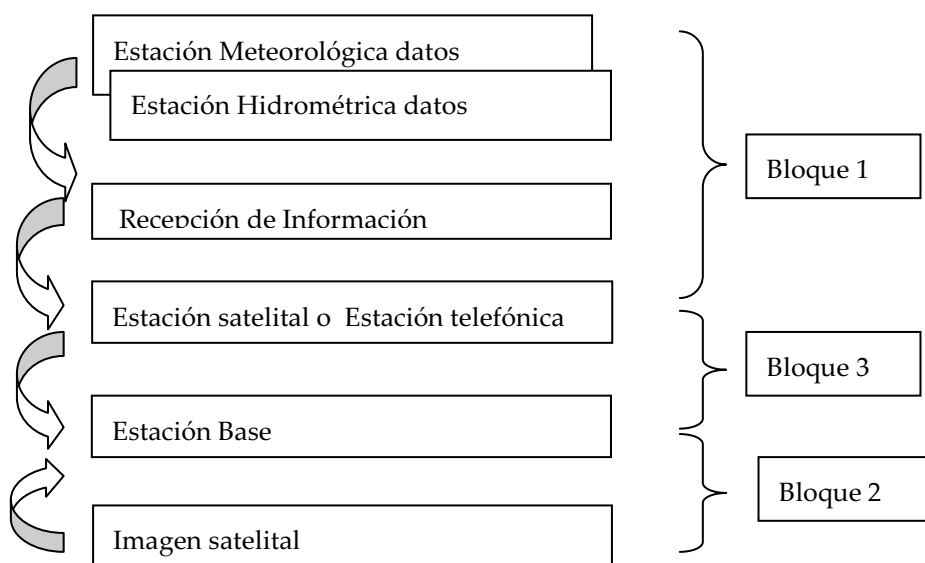 Estación Meteorológica datos
Estación Hidrométrica datos
Bloque 1
Recepción de Información
Estación satelital o Estación telefónica
Bloque 3
Estación Base
Bloque 2
Imagen satelital